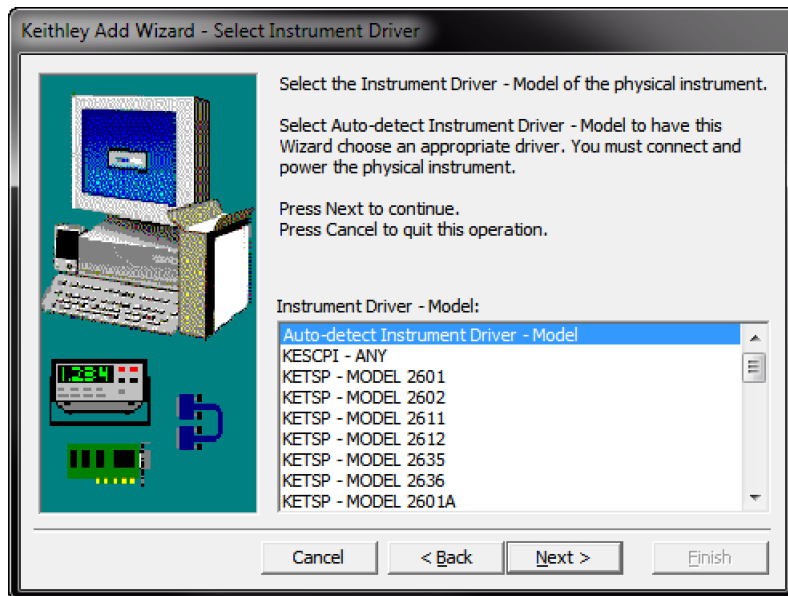 Keithley Add Wizard - Select Instrument Driver
Select the Instrument Driver - Model of the physical instrument.
Select Auto-detect Instrument Driver - Model to have this
Wizard choose an appropriate driver. You must connect and
power the physical instrument.
Press Next to continue.
Press Cancel to quit this operation.
Instrument Driver - Model:
Auto-detect Instrument Driver - Model
KESCPI - ANY
KETSP - MODEL 2601
KETSP - MODEL 2602
KETSP - MODEL 2611
KETSP - MODEL 2612
KETSP - MODEL 2635
KETSP - MODEL 2636
KETSP - MODEL 2601A
1.234
Cancel
< Back
Next >
Finish